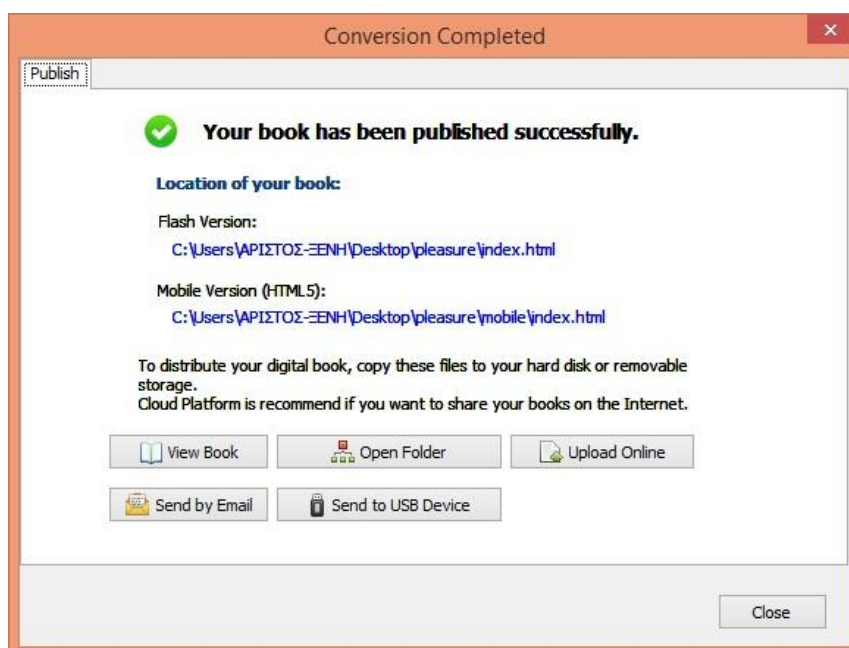 Conversion Completed
Publish
Your book has been published successfully.
Location of your book:
Flash Version:
C:\Users\ΑΡΙΣΤΟΣ-ΞΕΝΗ\Desktop\pleasure\index.html
Mobile Version (HTML5):
C:\Users\ΑΡΙΣΤΟΣ-ΞΕΝΗ\Desktop\pleasure\mobile\index.html
To distribute your digital book, copy these files to your hard disk or removable
storage.
Cloud Platform is recommend if you want to share your books on the Internet.
View Book Open Folder Upload Online
Send by Email Send to USB Device
Close